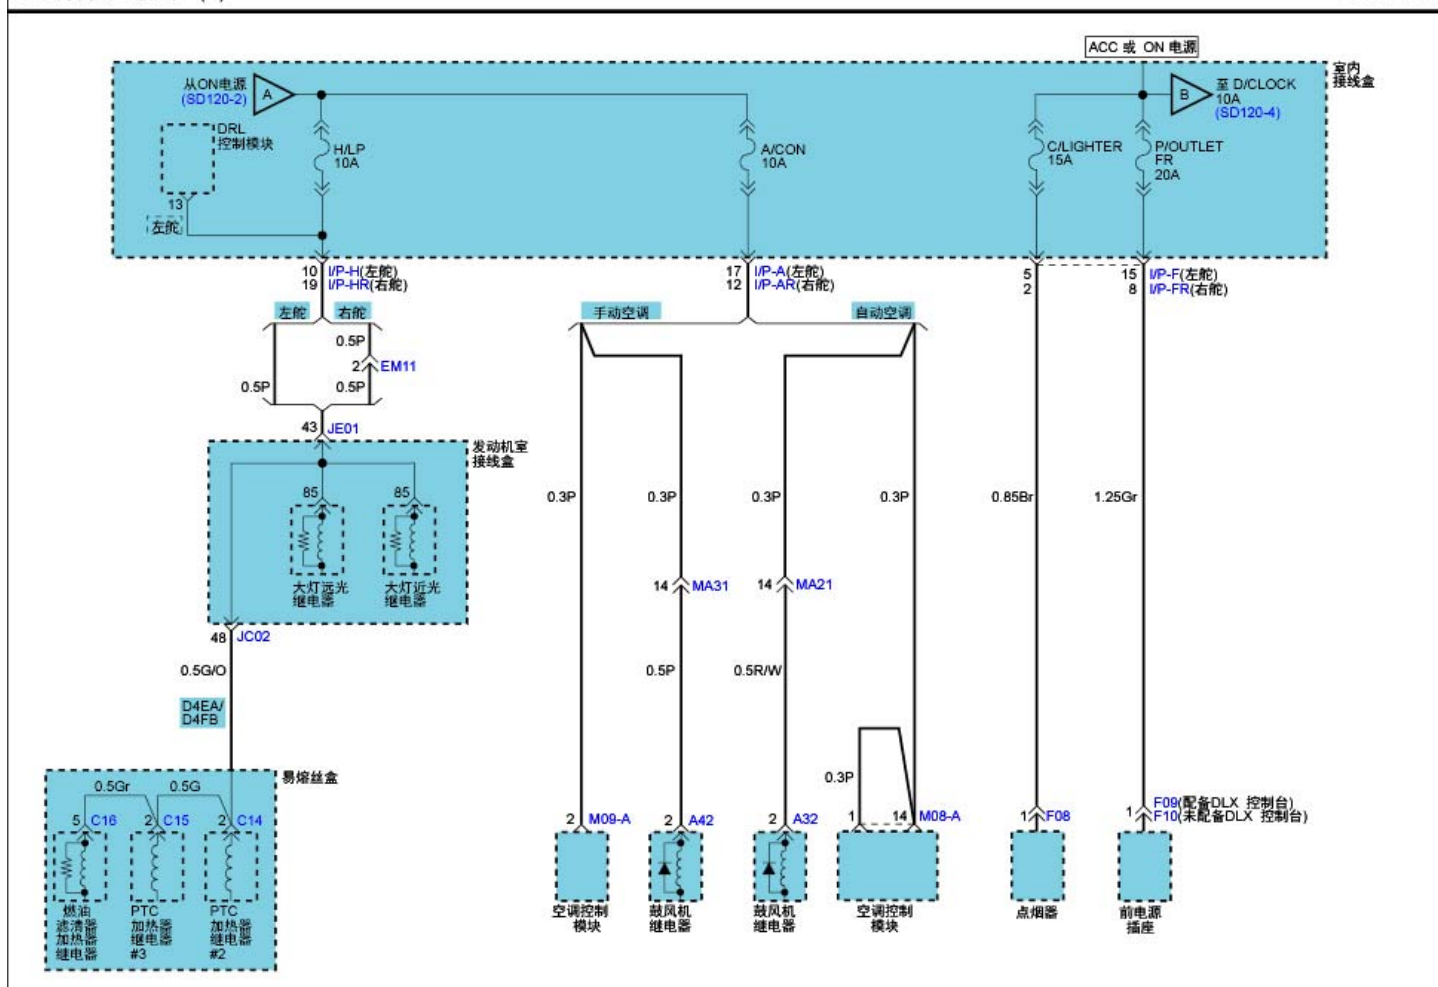 ACC 或 ON 电源
室内
接线盒
从ON电源
(SD120-2)
A
B
至 D/CLOCK
10A
(SD120-4)
DRL
控制模块
H/LP
10A
A/CON
10A
C/LIGHTER
15A
P/OUTLET
FR
20A
13
左舵
10 I/P-H(左舵)
19 I/P-HR(右舵)
17 I/P-A(左舵)
12 I/P-AR(右舵)
5
2
15 I/P-F(左舵)
8 I/P-FR(右舵)
左舵
右舵
手动空调
自动空调
0.5P
2 EM11
0.5P
0.5P
43 JE01
发动机室
接线盒
85
85
0.3P
0.3P
0.3P
0.3P
0.85Br
1.25Gr
大灯远光
继电器
大灯近光
继电器
14 MA31
14 MA21
48 JC02
0.5G/O
0.5P
0.5R/W
D4EA/
D4FB
易熔丝盒
0.5Gr
0.5G
0.3P
5 C16
2 C15
2 C14
2 M09-A
2 A42
2 A32
1
14 M08-A
1 F08
1
F09(配备DLX 控制台)
F10(未配备DLX 控制台)
燃油
滤清器
加热器
继电器
PTC
加热器
继电器
#3
PTC
加热器
继电器
#2
空调控制
模块
鼓风机
继电器
鼓风机
继电器
空调控制
模块
点烟器
前电源
插座